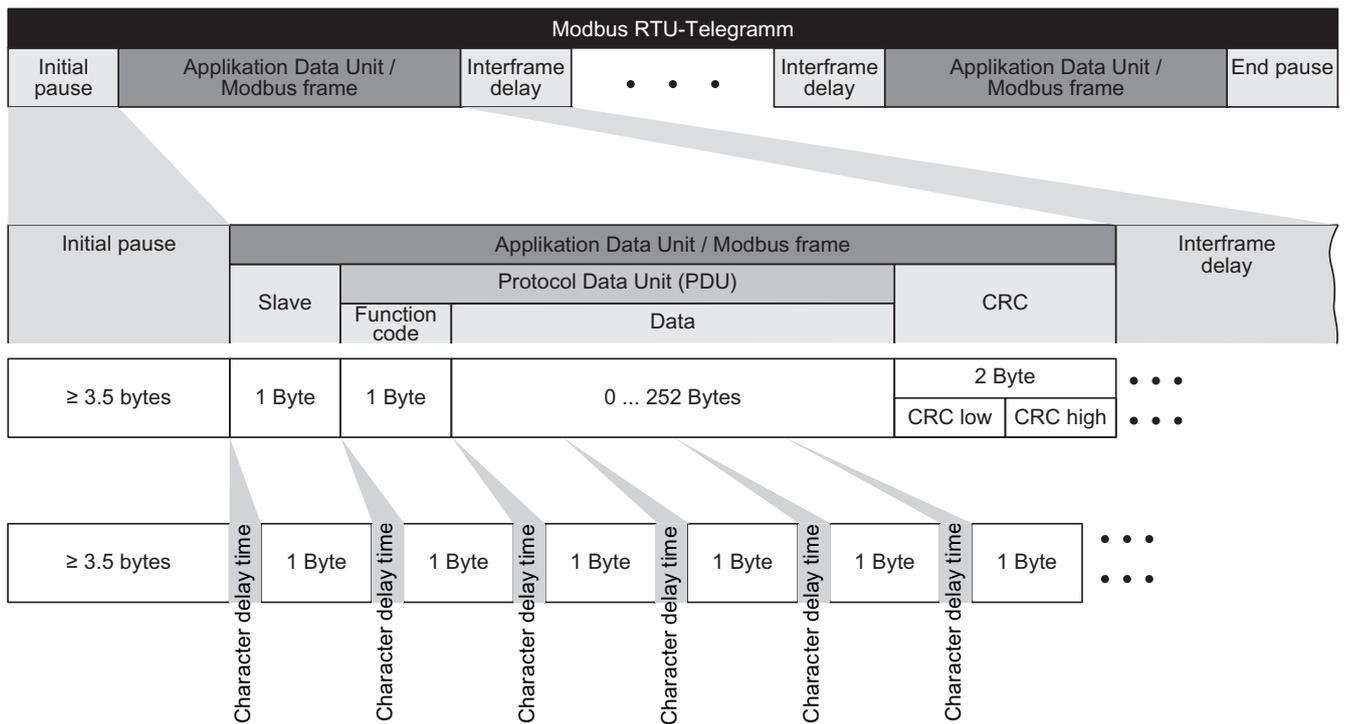 Modbus RTU-Telegramm
Initial
pause
Applikation Data Unit /
Modbus frame
Interframe
delay
• • •
Interframe
delay
Applikation Data Unit /
Modbus frame
End pause
Initial pause
Applikation Data Unit / Modbus frame
Interframe
delay
Slave
Protocol Data Unit (PDU)
CRC
Function
code
Data
≥ 3.5 bytes
1 Byte
1 Byte
0 ... 252 Bytes
2 Byte
• • •
CRC low
CRC high
• • •
≥ 3.5 bytes
Character delay time
1 Byte
Character delay time
1 Byte
Character delay time
1 Byte
Character delay time
1 Byte
Character delay time
1 Byte
Character delay time
1 Byte
• • •
• • •